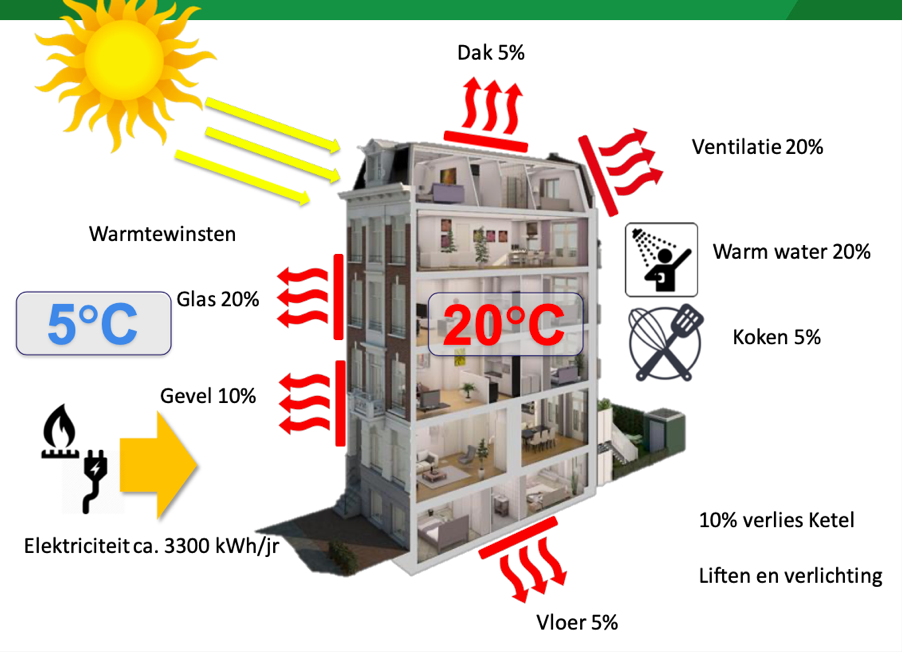 Dak 5%
Ventilatie 20%
Warmtewinsten
Warm water 20%
Glas 20%
5°C
20°C
Koken 5%
Gevel 10%
10% verlies Ketel
Elektriciteit ca. 3300 kWh/jr
Liften en verlichting
Vloer 5%